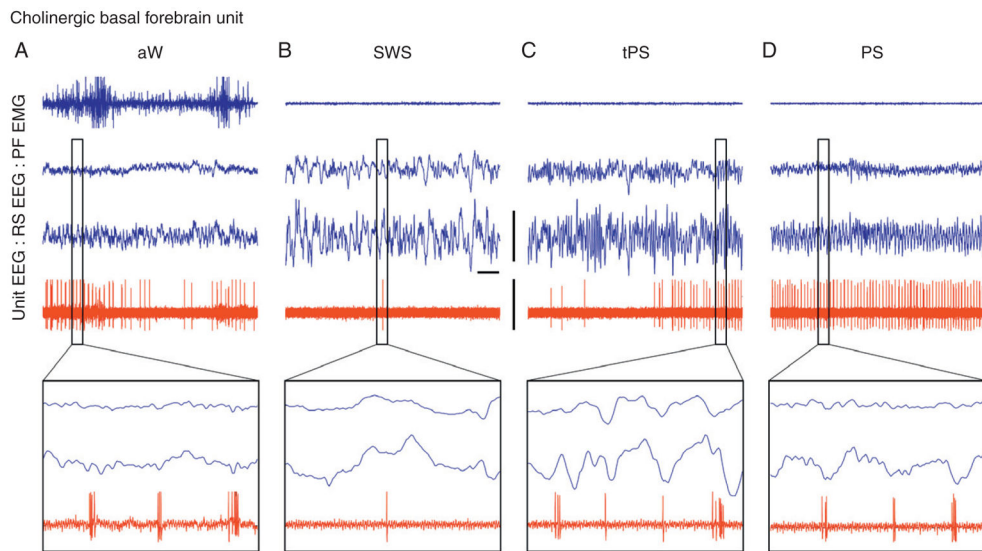 Cholinergic basal forebrain unit
A aW B SWS C tPS D PS
Unit EEG : RS EEG : PF EMG